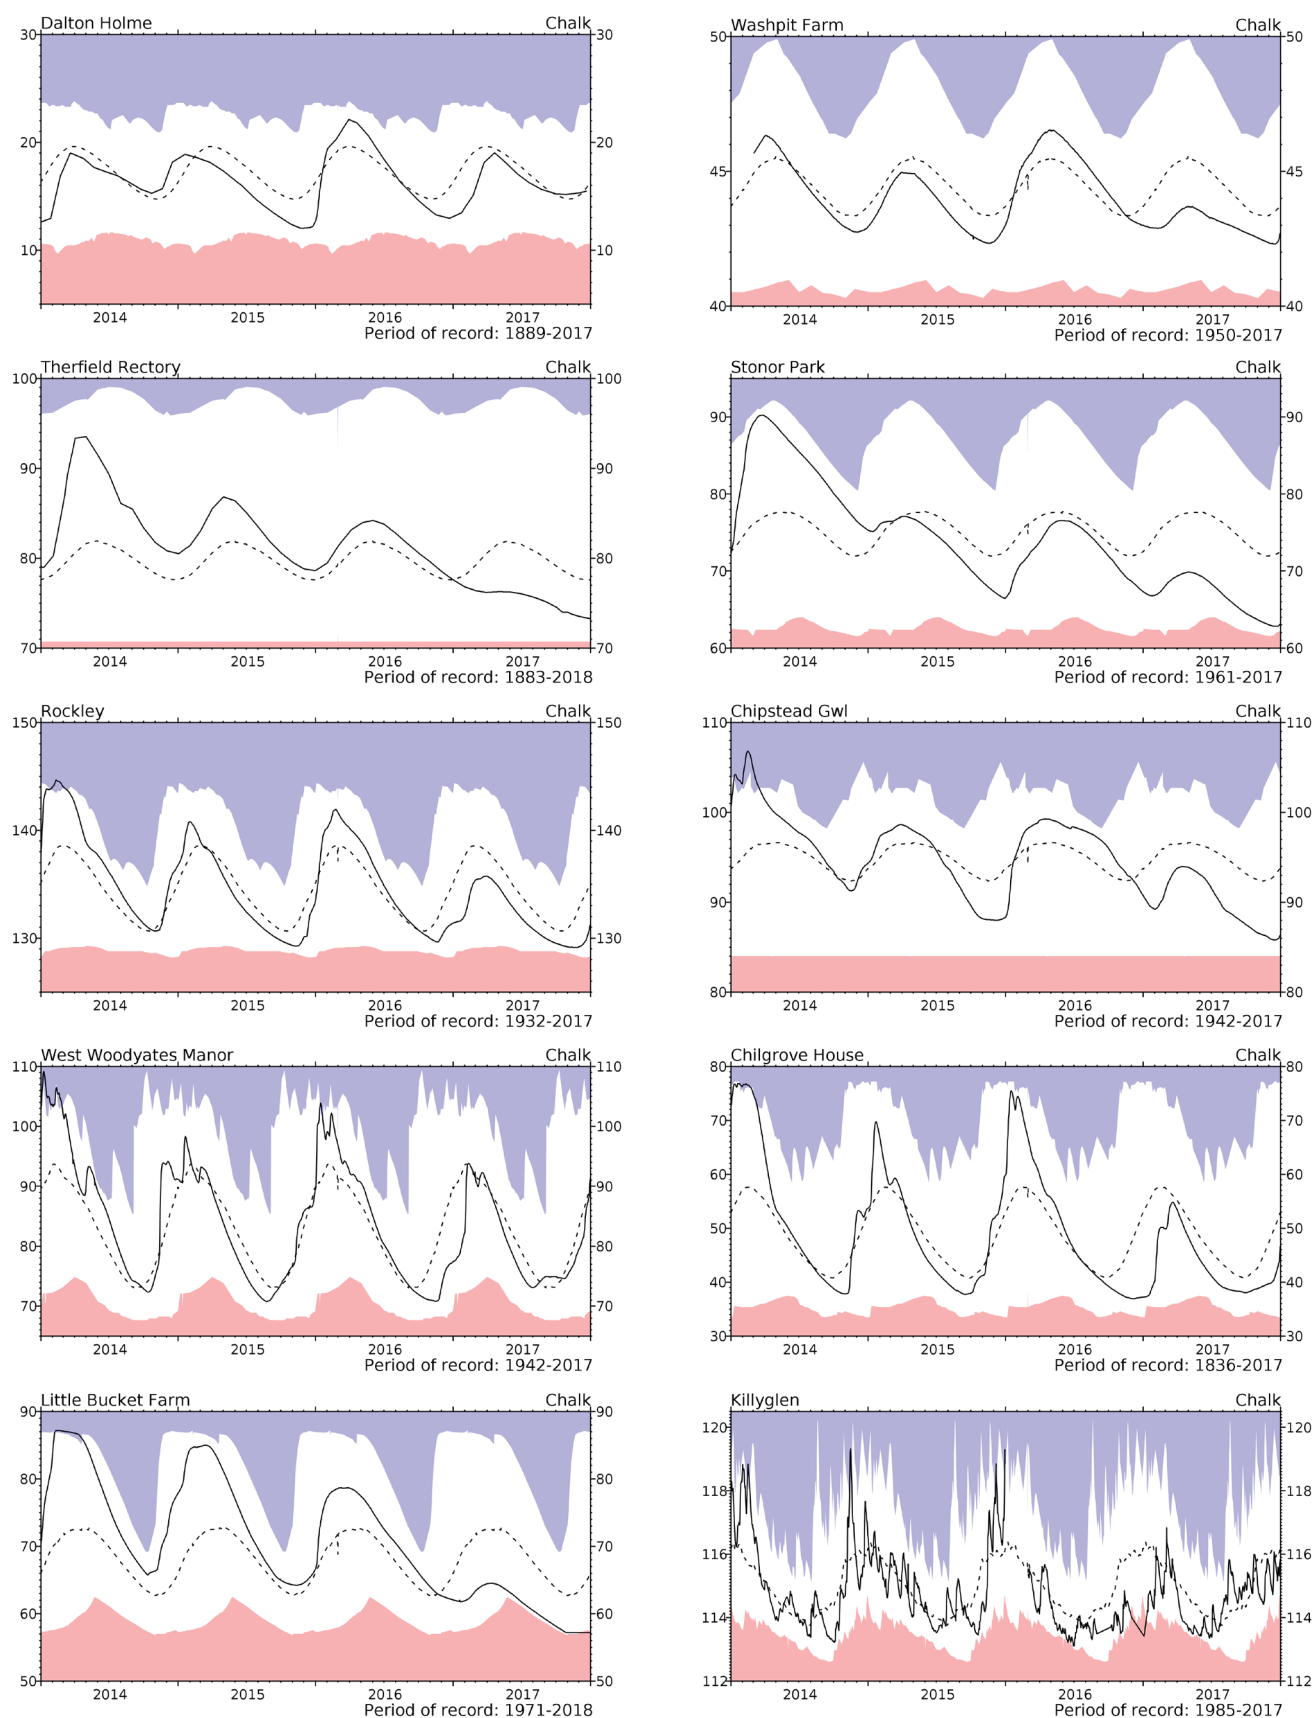 Dalton Holme Chalk
30 30
20 20
10 10
2014 2015 2016 2017
Period of record: 1889-2017
Washpit Farm Chalk
50 50
45 45
40 40
2014 2015 2016 2017
Period of record: 1950-2017
Therfield Rectory Chalk
100 100
90 90
80 80
70 70
2014 2015 2016 2017
Period of record: 1883-2018
Stonor Park Chalk
90 90
80 80
70 70
60 60
2014 2015 2016 2017
Period of record: 1961-2017
Rockley Chalk
150 150
140 140
130 130
2014 2015 2016 2017
Period of record: 1932-2017
Chipstead Gwl Chalk
110 110
100 100
90 90
80 80
2014 2015 2016 2017
Period of record: 1942-2017
West Woodyates Manor Chalk
110 110
100 100
90 90
80 80
70 70
2014 2015 2016 2017
Period of record: 1942-2017
Chilgrove House Chalk
80 80
70 70
60 60
50 50
40 40
30 30
2014 2015 2016 2017
Period of record: 1836-2017
Little Bucket Farm Chalk
90 90
80 80
70 70
60 60
50 50
2014 2015 2016 2017
Period of record: 1971-2018
Killyglen Chalk
120 120
118 118
116 116
114 114
112 112
2014 2015 2016 2017
Period of record: 1985-2017